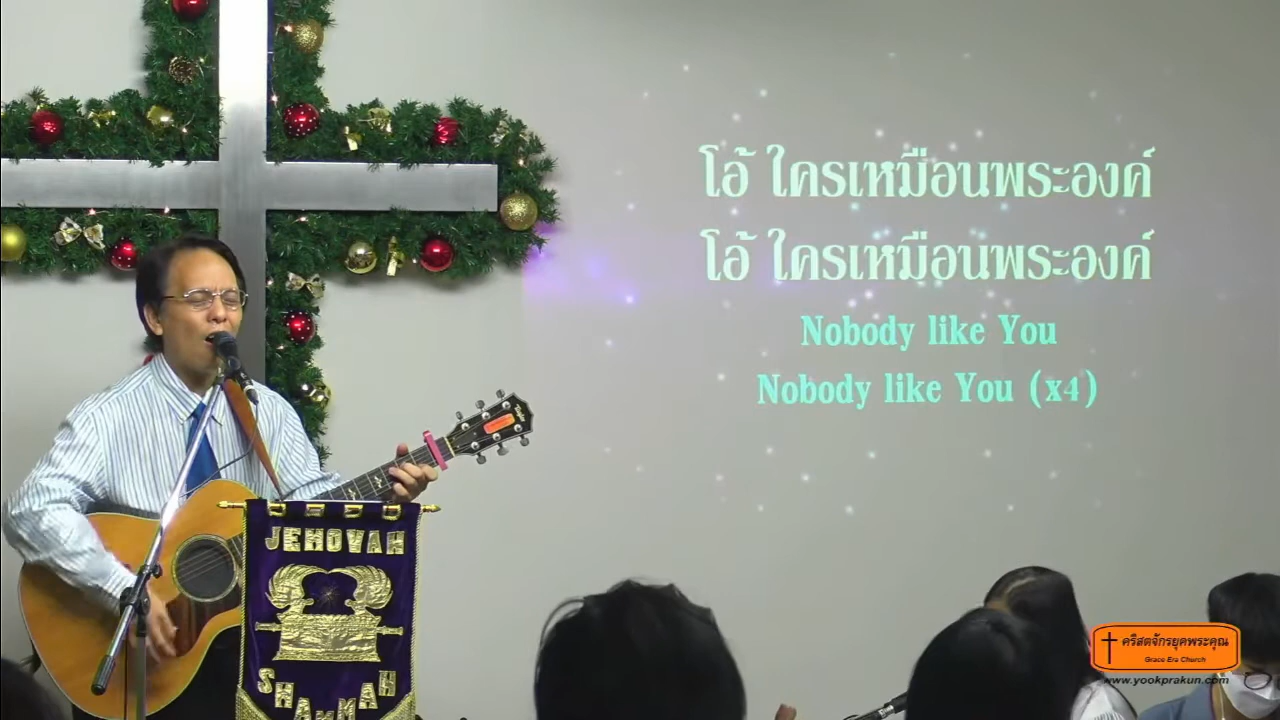 โอ้ ใครเหมือนพระองค์
โอ้ ใครเหมือนพระองค์
Nobody like You
Nobody like You (x4)
JEHOVAH
SHAMMAH
คริสตจักรยุคพระคุณ
Grace Era Church
www.yookprakun.com